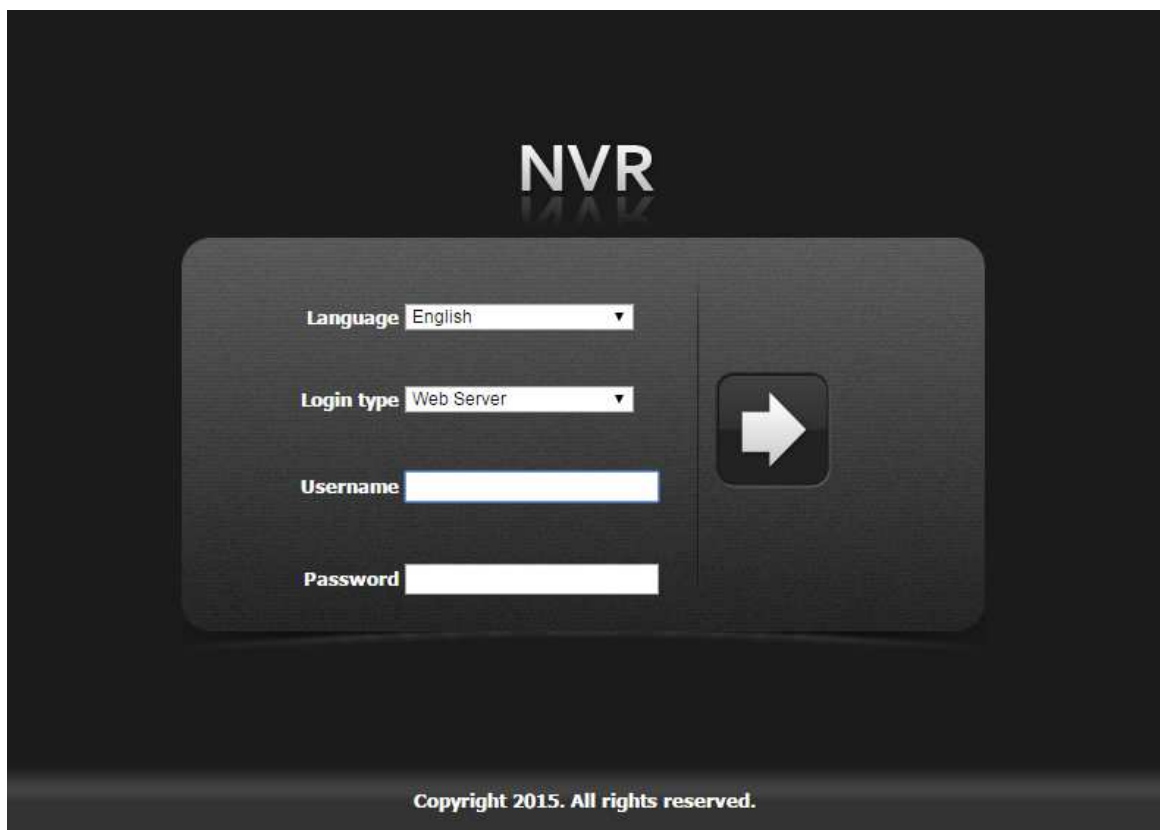 NVR
Language English
Login type Web Server
Username
Password
Copyright 2015. All rights reserved.